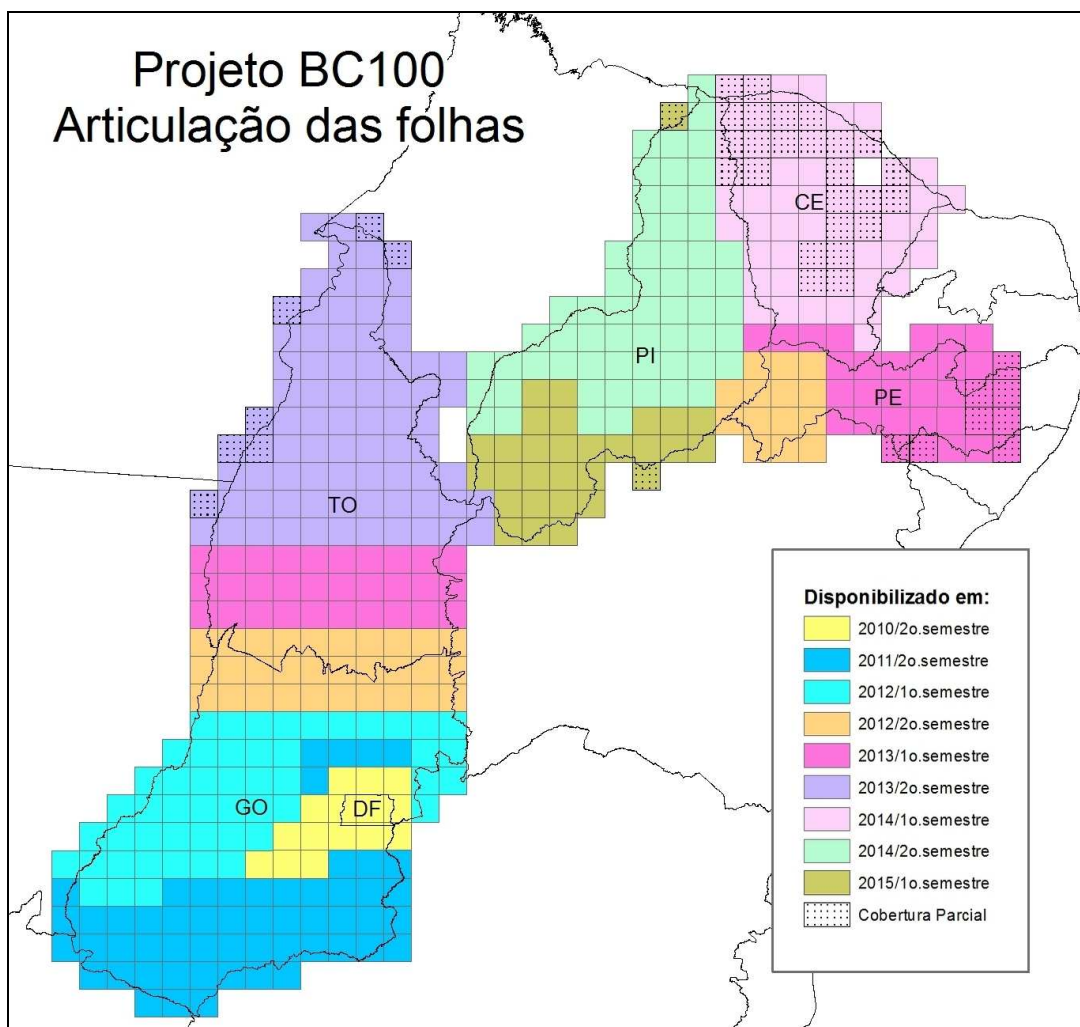 Projeto BC100
Articulação das folhas
CE
PI
PE
TO
GO
DF
Disponibilizado em:
2010/2o.semestre
2011/2o.semestre
2012/1o.semestre
2012/2o.semestre
2013/1o.semestre
2013/2o.semestre
2014/1o.semestre
2014/2o.semestre
2015/1o.semestre
Cobertura Parcial